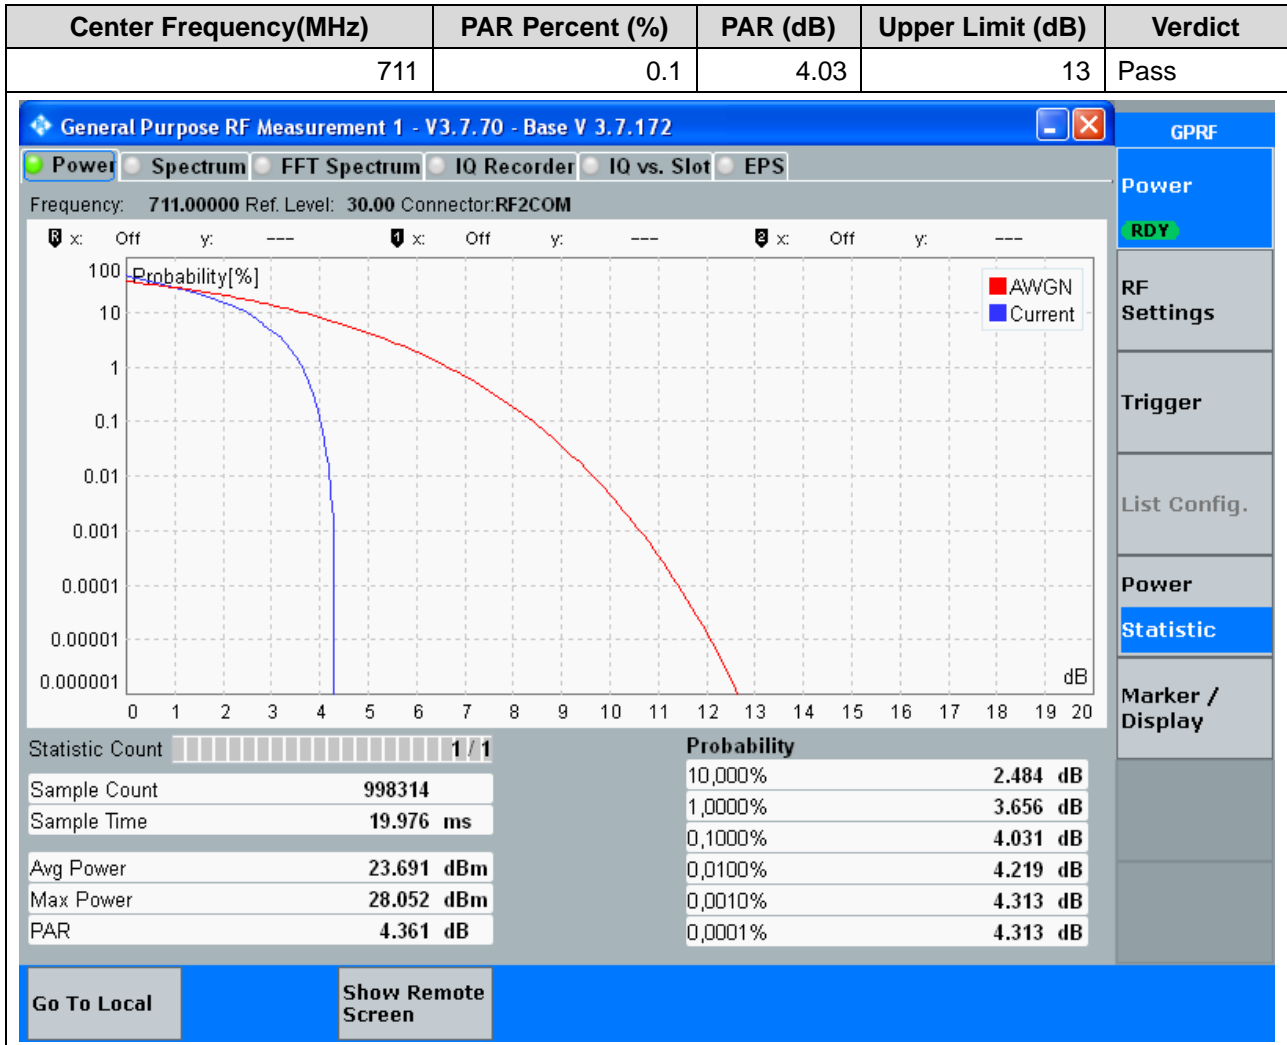 Center Frequency(MHz) PAR Percent (%) PAR (dB) Upper Limit (dB) Verdict
711 0.1 4.03 13 Pass
General Purpose RF Measurement 1 - V3.7.70 - Base V 3.7.172
GPRF
Power Spectrum FFT Spectrum IQ Recorder IQ vs. Slot EPS
Power
RDY
Frequency: 711.00000 Ref. Level: 30.00 Connector:RF2COM
R x: Off y: --- 1 x: Off y: --- 2 x: Off y: ---
Probability[%]
AWGN
Current
100
10
1
0.1
0.01
0.001
0.0001
0.00001
0.000001
dB
0 1 2 3 4 5 6 7 8 9 10 11 12 13 14 15 16 17 18 19 20
RF
Settings
Trigger
List Config.
Power
Statistic
Marker /
Display
Statistic Count 1 / 1
Sample Count 998314
Sample Time 19.976 ms
Avg Power 23.691 dBm
Max Power 28.052 dBm
PAR 4.361 dB
Probability
10,000% 2.484 dB
1,0000% 3.656 dB
0,1000% 4.031 dB
0,0100% 4.219 dB
0,0010% 4.313 dB
0,0001% 4.313 dB
Go To Local
Show Remote
Screen